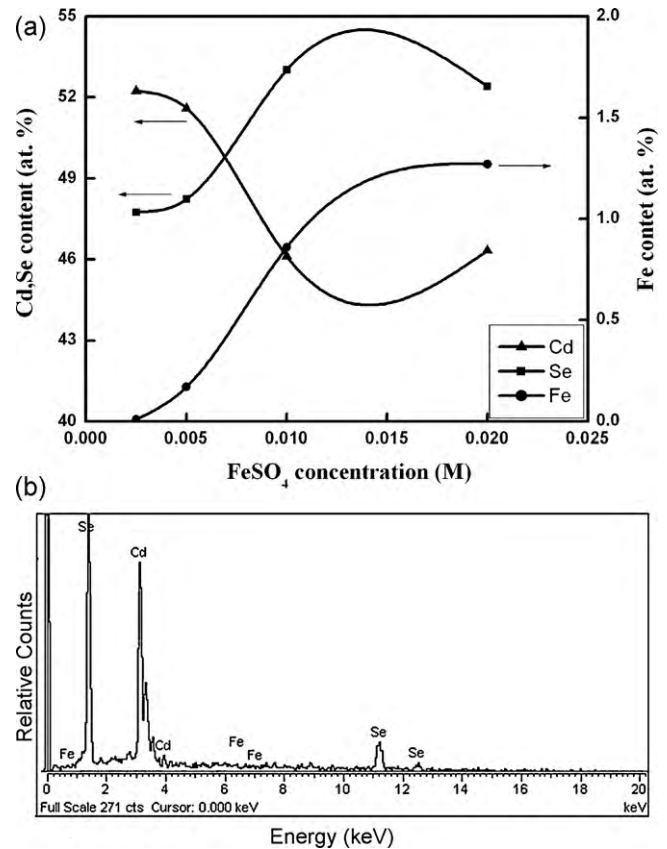 (a)
55
52
49
46
43
40
Cd,Se content (at. %)
2.0
1.5
1.0
0.5
0.0
Fe contet (at. %)
Cd
Se
Fe
0.000 0.005 0.010 0.015 0.020 0.025
FeSO4 concentration (M)
(b)
Relative Counts
Se
Cd
Fe
Cd
Fe
Fe
Se
Se
0 2 4 6 8 10 12 14 16 18 20
Full Scale 271 cts Cursor: 0.000 keV keV
Energy (keV)